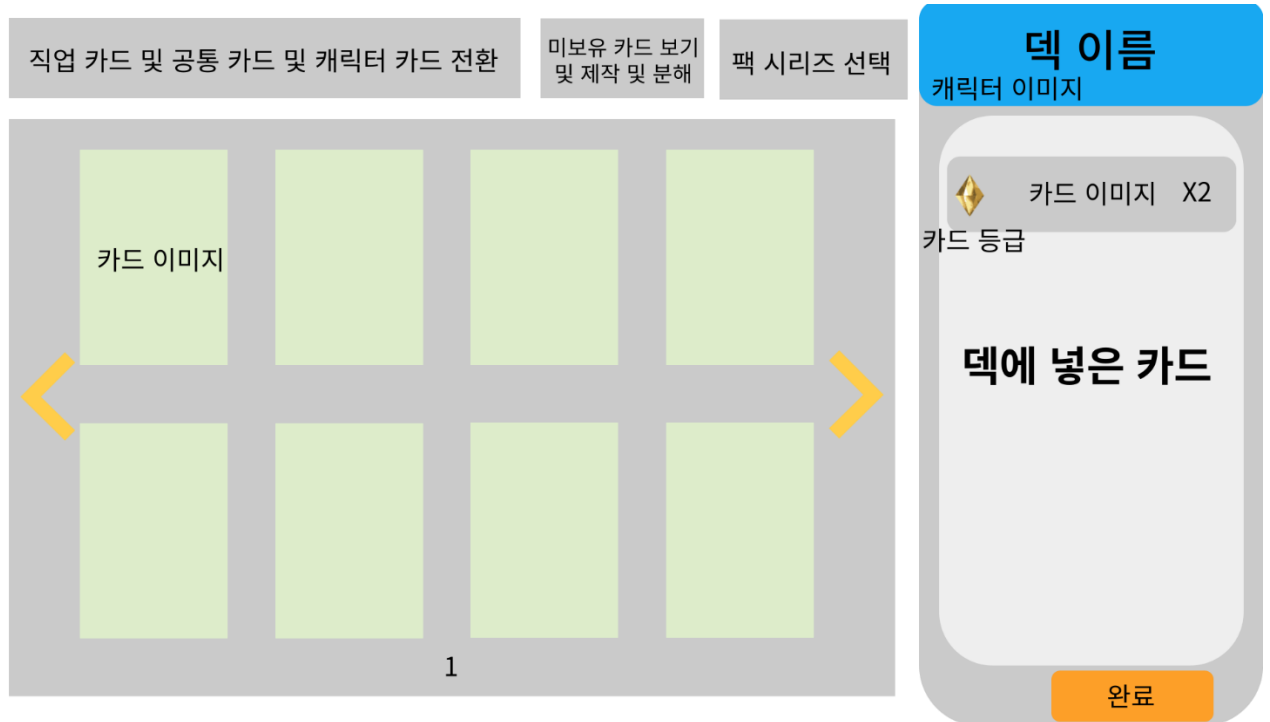 직업 카드 및 공통 카드 및 캐릭터 카드 전환
미보유 카드 보기
및 제작 및 분해
팩 시리즈 선택
카드 이미지
1
덱 이름
캐릭터 이미지
카드 이미지 X2
카드 등급
덱에 넣은 카드
완료